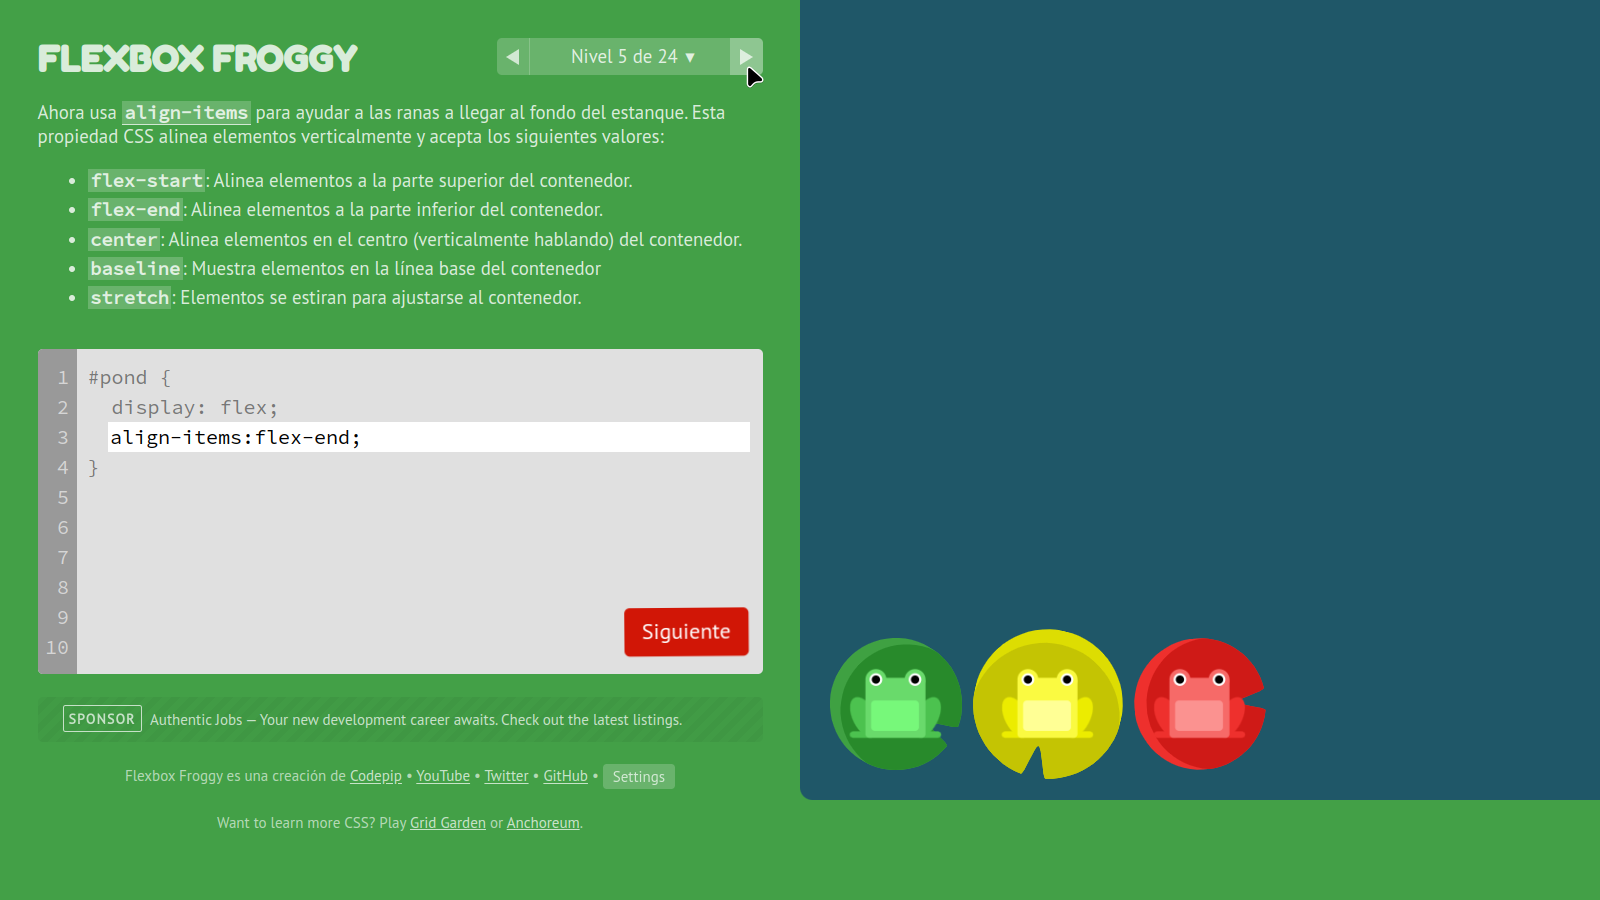 FLEXBOX FROGGY
◀ Nivel 5 de 24 ▼ ▶
Ahora usa align-items para ayudar a las ranas a llegar al fondo del estanque. Esta
propiedad CSS alinea elementos verticalmente y acepta los siguientes valores:
• flex-start: Alinea elementos a la parte superior del contenedor.
• flex-end: Alinea elementos a la parte inferior del contenedor.
• center: Alinea elementos en el centro (verticalmente hablando) del contenedor.
• baseline: Muestra elementos en la línea base del contenedor
• stretch: Elementos se estiran para ajustarse al contenedor.
1 #pond {
2 display: flex;
3 align-items:flex-end;
4 }
5
6
7
8
9
10
Siguiente
SPONSOR Authentic Jobs — Your new development career awaits. Check out the latest listings.
Flexbox Froggy es una creación de Codepip • YouTube • Twitter • GitHub • Settings
Want to learn more CSS? Play Grid Garden or Anchoreum.